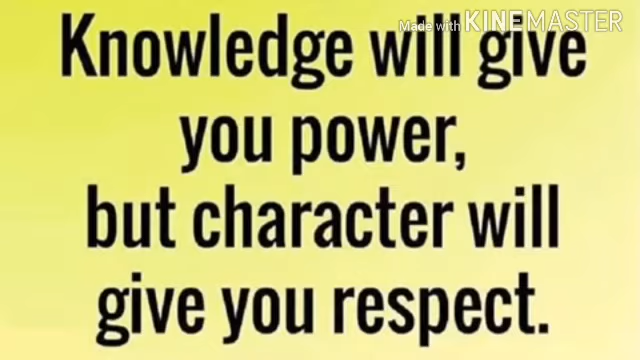 Made with KINEMASTER
Knowledge will give
you power,
but character will
give you respect.